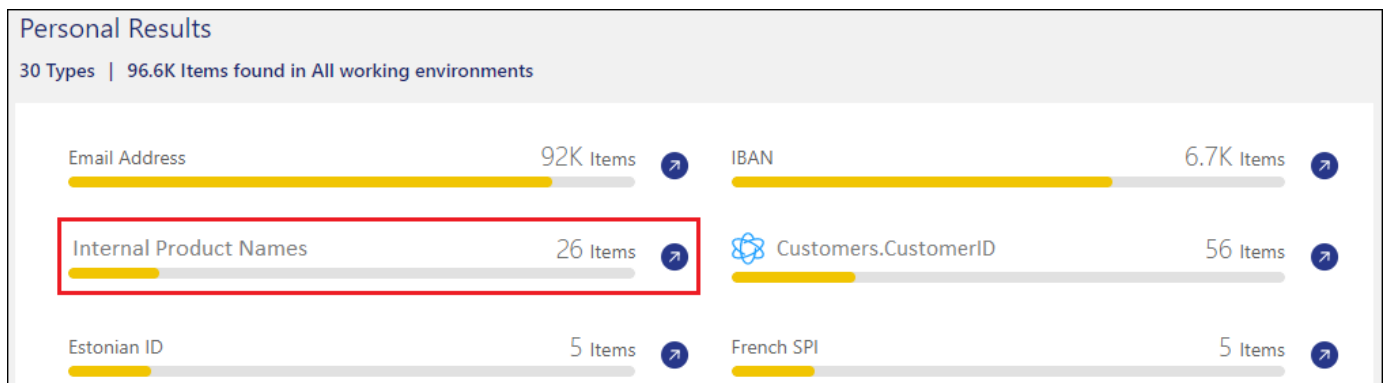 Personal Results
30 Types | 96.6K Items found in All working environments
Email Address 92K Items
IBAN 6.7K Items
Internal Product Names 26 Items
Customers.CustomerID 56 Items
Estonian ID 5 Items
French SPI 5 Items